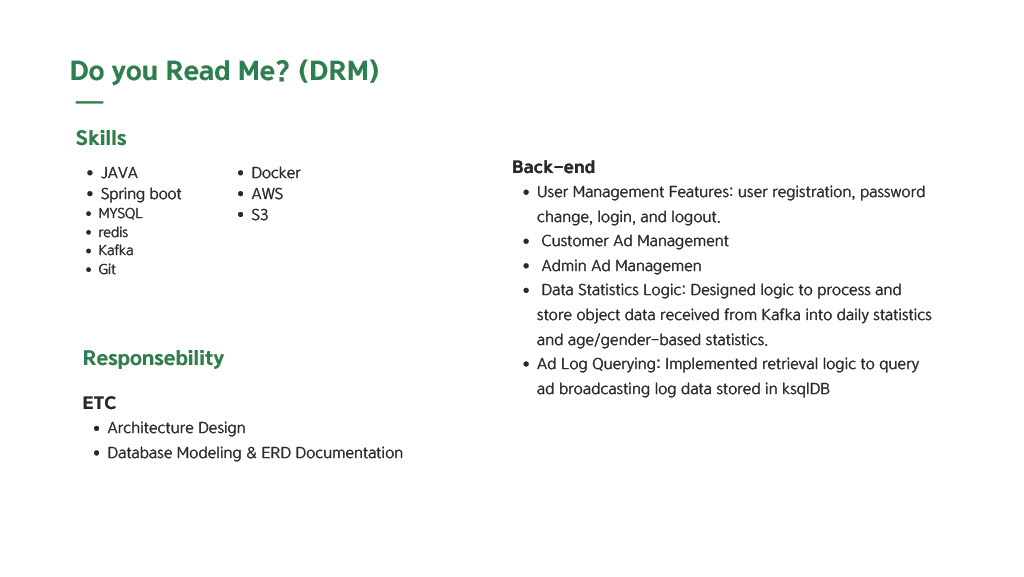 Do you Read Me? (DRM)
Skills
JAVA
Spring boot
MYSQL
redis
Kafka
Git
Docker
AWS
S3
Responsebility
ETC
Architecture Design
Database Modeling & ERD Documentation
Back-end
User Management Features: user registration, password
change, login, and logout.
Customer Ad Management
Admin Ad Managemen
Data Statistics Logic: Designed logic to process and
store object data received from Kafka into daily statistics
and age/gender-based statistics.
Ad Log Querying: Implemented retrieval logic to query
ad broadcasting log data stored in ksqlDB